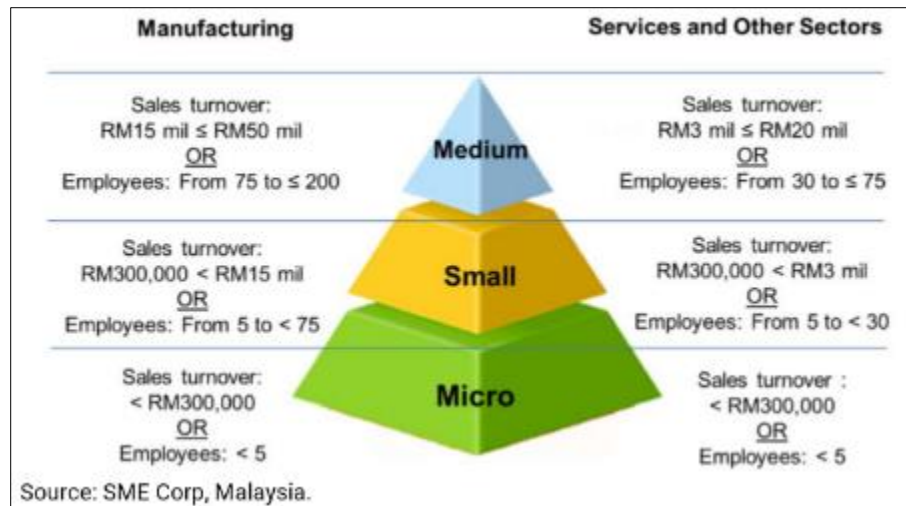 Manufacturing
Services and Other Sectors
Sales turnover:
RM15 mil ≤ RM50 mil
OR
Employees: From 75 to ≤ 200
Medium
Sales turnover:
RM3 mil ≤ RM20 mil
OR
Employees: From 30 to ≤ 75
Sales turnover:
RM300,000 < RM15 mil
OR
Employees: From 5 to < 75
Small
Sales turnover:
RM300,000 < RM3 mil
OR
Employees: From 5 to < 30
Sales turnover:
< RM300,000
OR
Employees: < 5
Micro
Sales turnover :
< RM300,000
OR
Employees: < 5
Source: SME Corp, Malaysia.